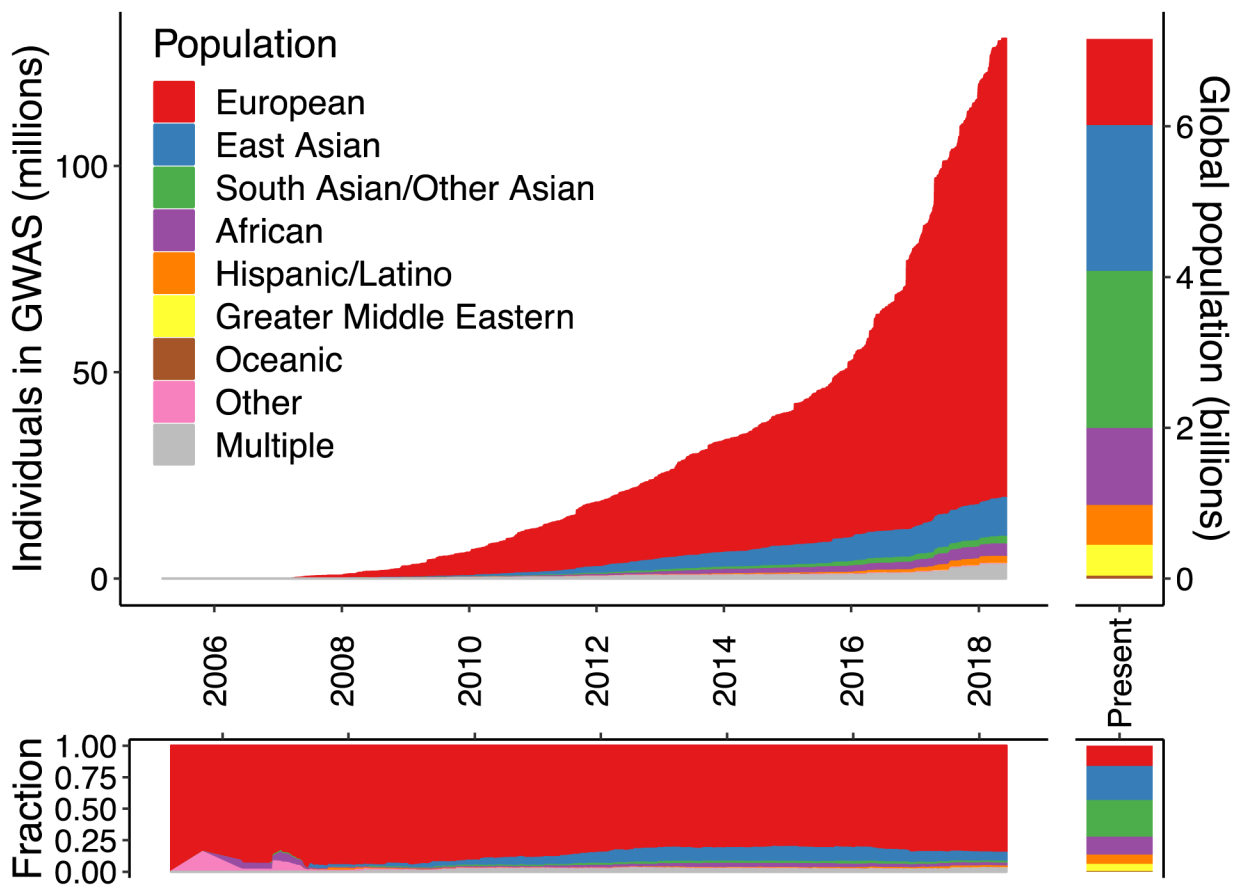 Population
European
East Asian
South Asian/Other Asian
African
Hispanic/Latino
Greater Middle Eastern
Oceanic
Other
Multiple
Individuals in GWAS (millions)
100
50
0
2006
2008
2010
2012
2014
2016
2018
Global population (billions)
6
4
2
0
Present
Fraction
1.00
0.75
0.50
0.25
0.00